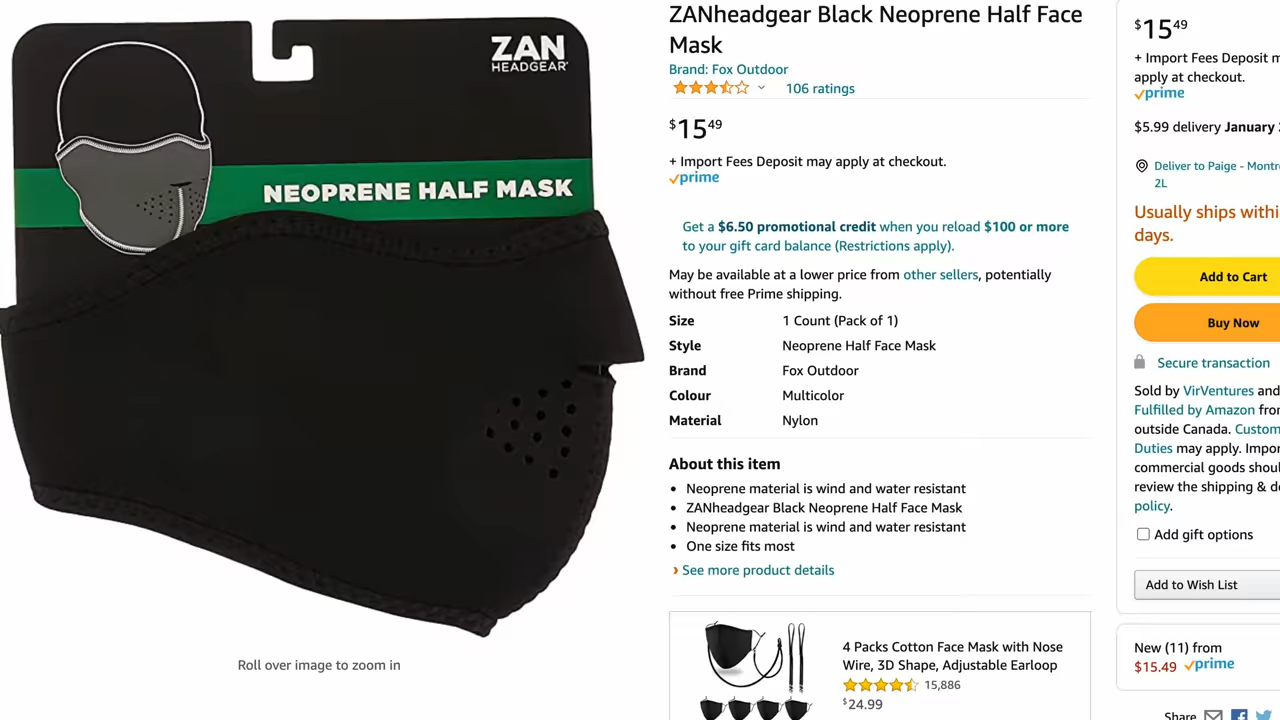 ZAN
HEADGEAR
NEOPRENE HALF MASK
Roll over image to zoom in
ZANheadgear Black Neoprene Half Face
Mask
Brand: Fox Outdoor
106 ratings
$15 49
+ Import Fees Deposit may apply at checkout.
prime
Get a $6.50 promotional credit when you reload $100 or more
to your gift card balance (Restrictions apply).
May be available at a lower price from other sellers, potentially
without free Prime shipping.
Size 1 Count (Pack of 1)
Style Neoprene Half Face Mask
Brand Fox Outdoor
Colour Multicolor
Material Nylon
About this item
• Neoprene material is wind and water resistant
• ZANheadgear Black Neoprene Half Face Mask
• Neoprene material is wind and water resistant
• One size fits most
› See more product details
4 Packs Cotton Face Mask with Nose
Wire, 3D Shape, Adjustable Earloop
15,886
$24.99
$15 49
+ Import Fees Deposit m
apply at checkout.
prime
$5.99 delivery January
Deliver to Paige - Montr
2L
Usually ships withi
days.
Add to Cart
Buy Now
Secure transaction
Sold by VirVentures and
Fulfilled by Amazon fro
outside Canada. Custom
Duties may apply. Impor
commercial goods shoul
review the shipping & d
policy.
Add gift options
Add to Wish List
New (11) from
$15.49 prime
Share